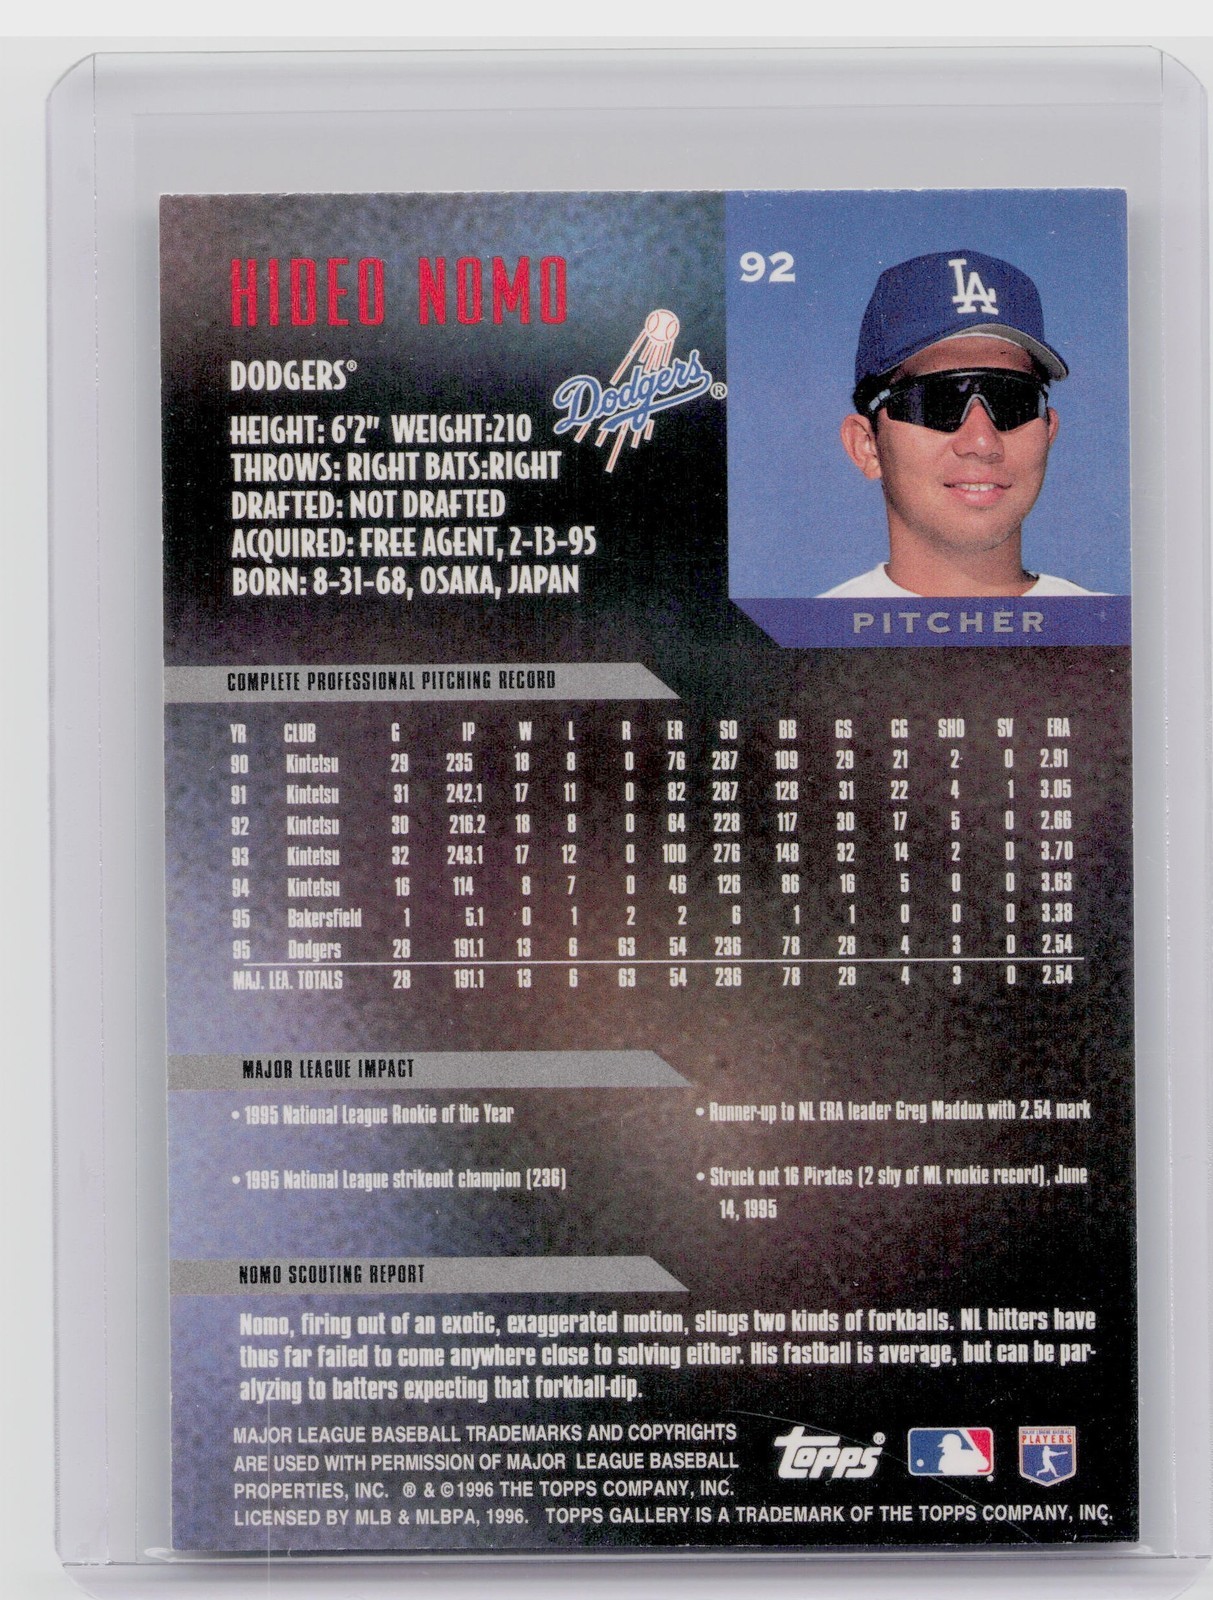 92
LA
HIDEO NOMO
DODGERS®
Dodgers®
HEIGHT: 6'2" WEIGHT:210
THROWS: RIGHT BATS:RIGHT
DRAFTED: NOT DRAFTED
ACQUIRED: FREE AGENT, 2-13-95
BORN: 8-31-68, OSAKA, JAPAN
PITCHER
COMPLETE PROFESSIONAL PITCHING RECORD
YR CLUB G IP W L R ER SO BB GS CG SHO SV ERA
90 Kintetsu 29 235 18 8 0 76 287 109 29 21 2 0 2.91
91 Kintetsu 31 242.1 17 11 0 82 287 128 31 22 4 1 3.05
92 Kintetsu 30 216.2 18 8 0 64 228 117 30 17 5 0 2.66
93 Kintetsu 32 243.1 17 12 0 100 276 148 32 14 2 0 3.70
94 Kintetsu 16 114 8 7 0 46 126 86 16 5 0 0 3.63
95 Bakersfield 1 5.1 0 1 2 2 6 1 1 0 0 0 3.38
95 Dodgers 28 191.1 13 6 63 54 236 78 28 4 3 0 2.54
MAJ. LEA. TOTALS 28 191.1 13 6 63 54 236 78 28 4 3 0 2.54
MAJOR LEAGUE IMPACT
• 1995 National League Rookie of the Year
• 1995 National League strikeout champion (236)
• Runner-up to NL ERA leader Greg Maddux with 2.54 mark
• Struck out 16 Pirates (2 shy of ML rookie record), June
14, 1995
NOMO SCOUTING REPORT
Nomo, firing out of an exotic, exaggerated motion, slings two kinds of forkballs. NL hitters have
thus far failed to come anywhere close to solving either. His fastball is average, but can be par-
alyzing to batters expecting that forkball-dip.
MAJOR LEAGUE BASEBALL TRADEMARKS AND COPYRIGHTS
ARE USED WITH PERMISSION OF MAJOR LEAGUE BASEBALL
PROPERTIES, INC. ® & © 1996 THE TOPPS COMPANY, INC.
LICENSED BY MLB & MLBPA, 1996. TOPPS GALLERY IS A TRADEMARK OF THE TOPPS COMPANY, INC.
topps®
MAJOR LEAGUE BASEBALL
PLAYERS